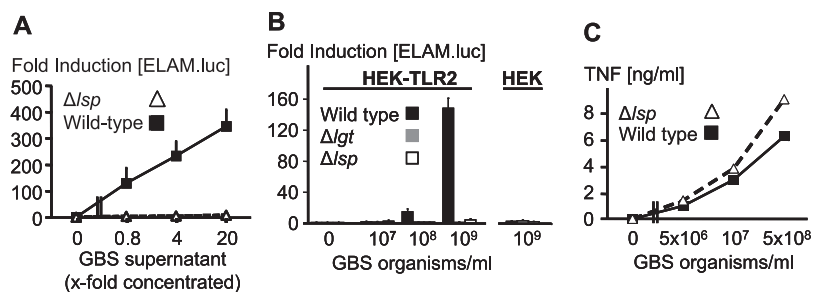 A
Fold Induction [ELAM.luc]
500
400
300
200
100
0
Δlsp
Wild-type
0 0.8 4 20
GBS supernatant
(x-fold concentrated)
B
Fold Induction [ELAM.luc]
HEK-TLR2 HEK
160
120
80
40
0
Wild type
Δlgt
Δlsp
0 10⁷ 10⁸ 10⁹ 10⁹
GBS organisms/ml
C
TNF [ng/ml]
8
6
4
2
0
Δlsp
Wild type
0 5x10⁶ 10⁷ 5x10⁸
GBS organisms/ml